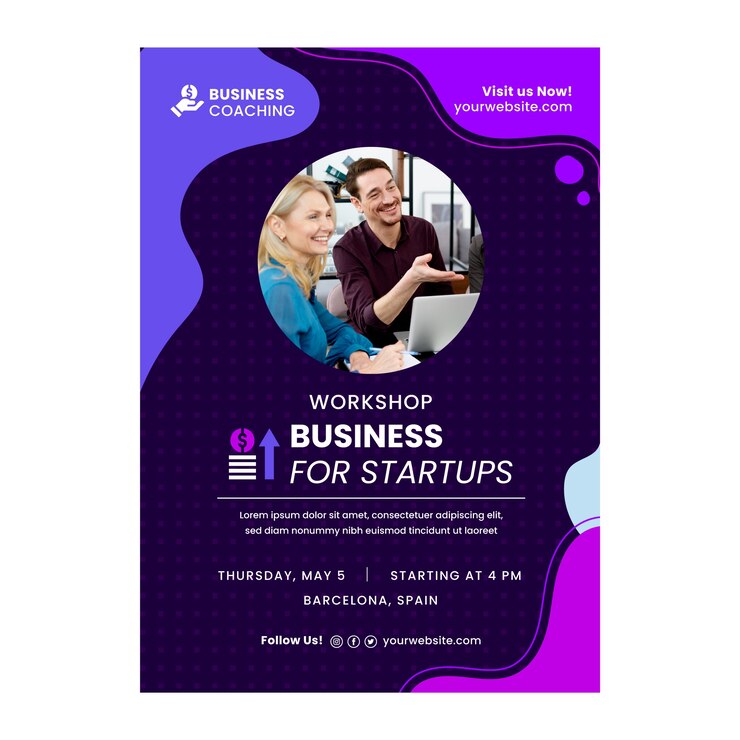 BUSINESS
COACHING
Visit us Now!
yourwebsite.com
WORKSHOP
BUSINESS
FOR STARTUPS
Lorem ipsum dolor sit amet, consectetuer adipiscing elit,
sed diam nonummy nibh euismod tincidunt ut laoreet
THURSDAY, MAY 5 | STARTING AT 4 PM
BARCELONA, SPAIN
Follow Us! yourwebsite.com